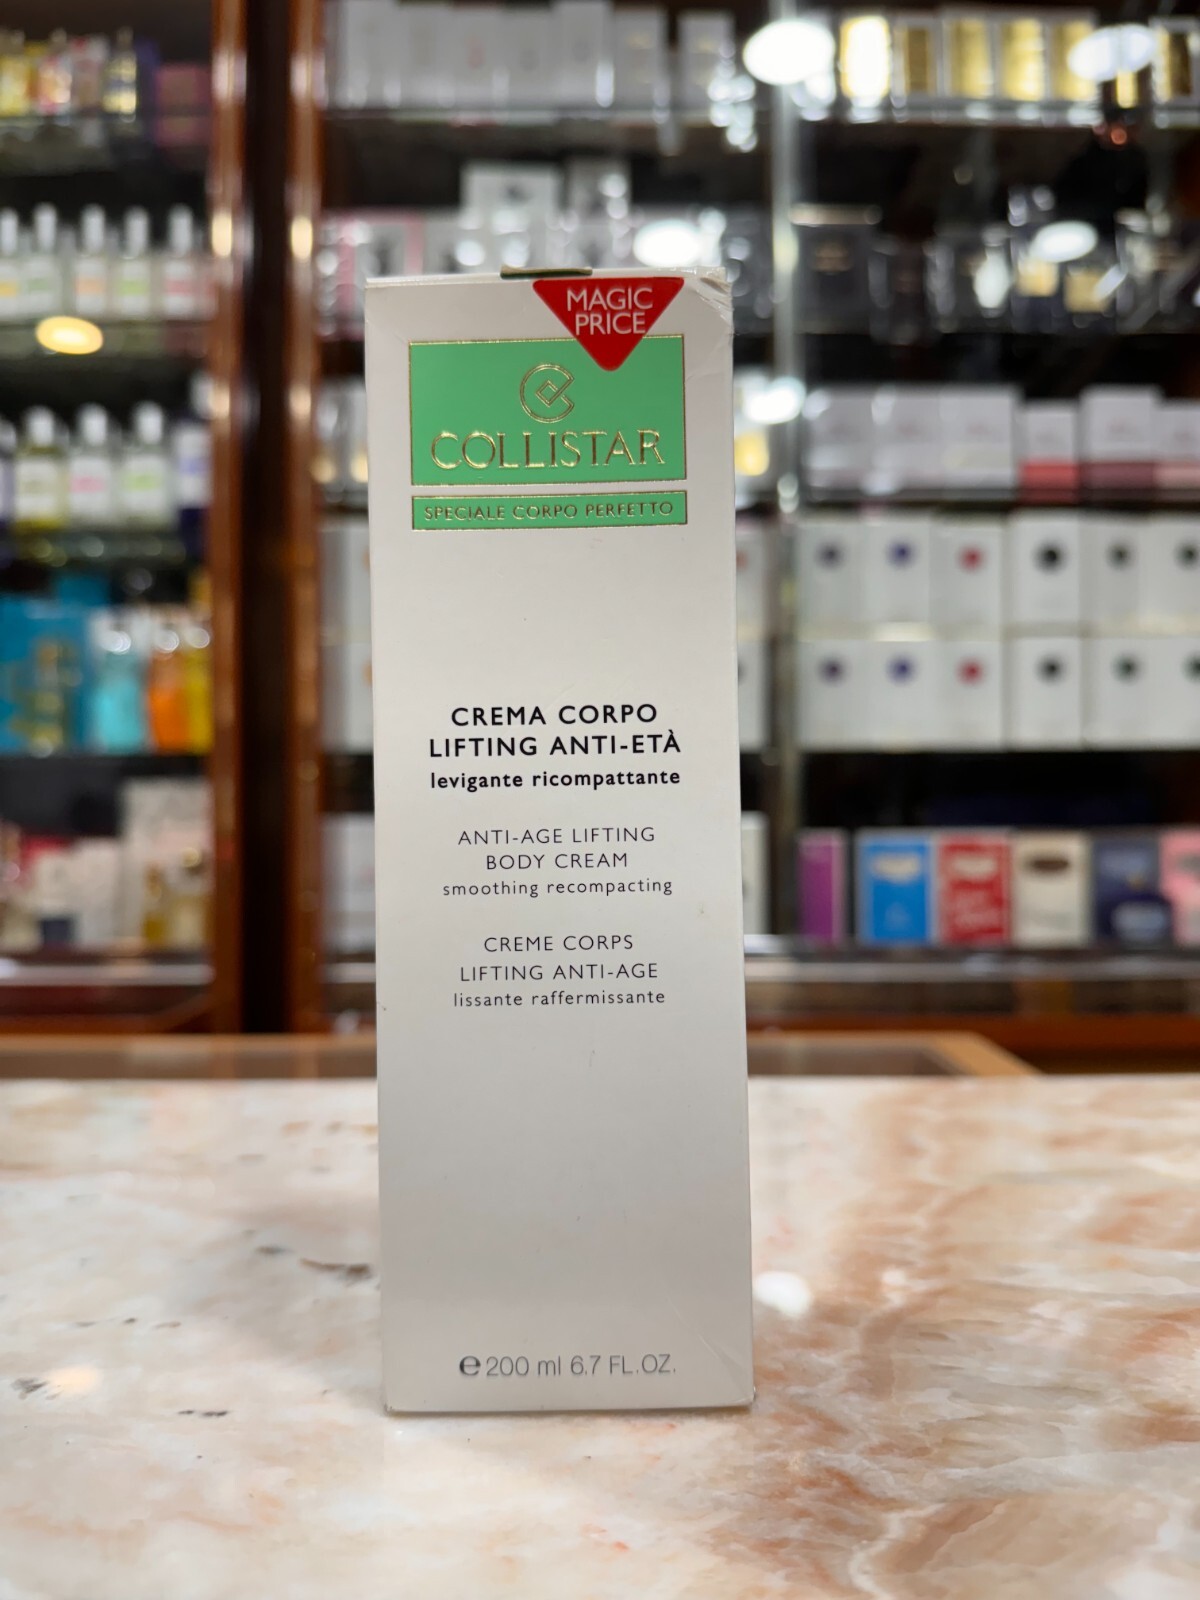 MAGIC
PRICE
COLLISTAR
SPECIALE CORPO PERFETTO
CREMA CORPO
LIFTING ANTI-ETÀ
levigante ricompattante
ANTI-AGE LIFTING
BODY CREAM
smoothing recompacting
CREME CORPS
LIFTING ANTI-AGE
lissante raffermissante
℮ 200 ml 6.7 FL.OZ.